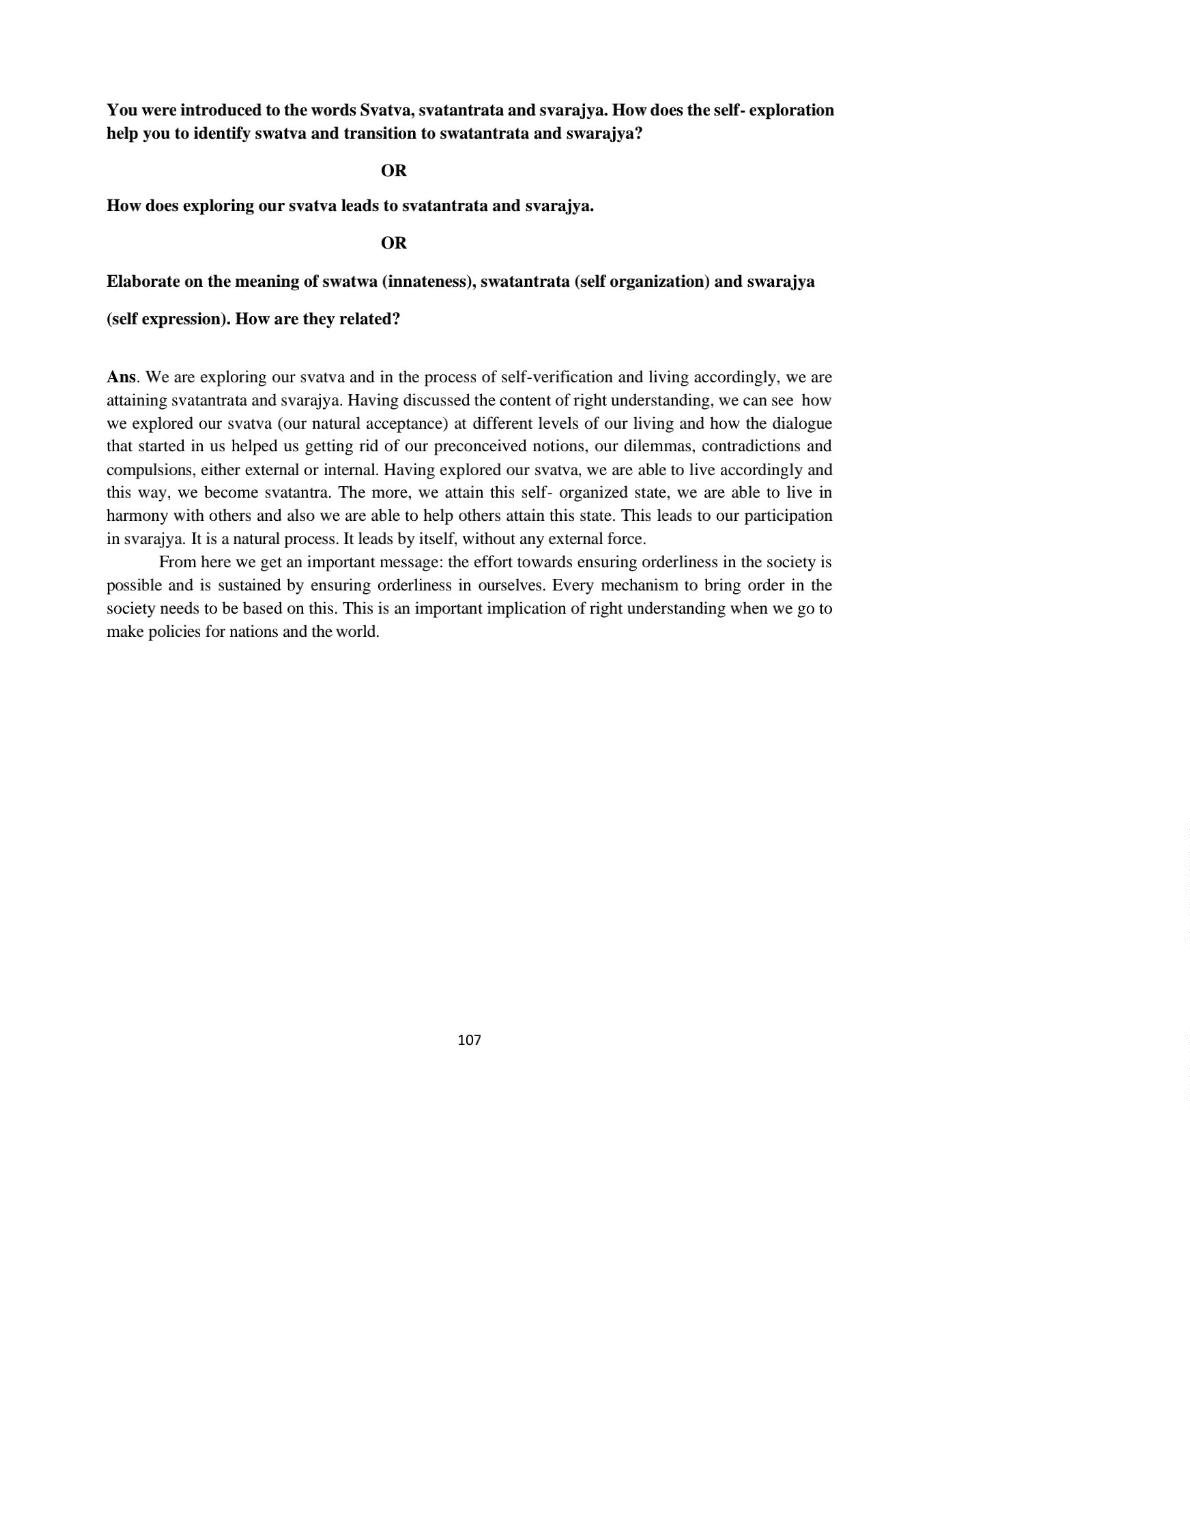 You were introduced to the words Svatva, svatantrata and svarajya. How does the self- exploration
help you to identify swatva and transition to swatantrata and swarajya?
OR
How does exploring our svatva leads to svatantrata and svarajya.
OR
Elaborate on the meaning of swatwa (innateness), swatantrata (self organization) and swarajya
(self expression). How are they related?
Ans. We are exploring our svatva and in the process of self-verification and living accordingly, we are
attaining svatantrata and svarajya. Having discussed the content of right understanding, we can see how
we explored our svatva (our natural acceptance) at different levels of our living and how the dialogue
that started in us helped us getting rid of our preconceived notions, our dilemmas, contradictions and
compulsions, either external or internal. Having explored our svatva, we are able to live accordingly and
this way, we become svatantra. The more, we attain this self- organized state, we are able to live in
harmony with others and also we are able to help others attain this state. This leads to our participation
in svarajya. It is a natural process. It leads by itself, without any external force.
From here we get an important message: the effort towards ensuring orderliness in the society is
possible and is sustained by ensuring orderliness in ourselves. Every mechanism to bring order in the
society needs to be based on this. This is an important implication of right understanding when we go to
make policies for nations and the world.
107